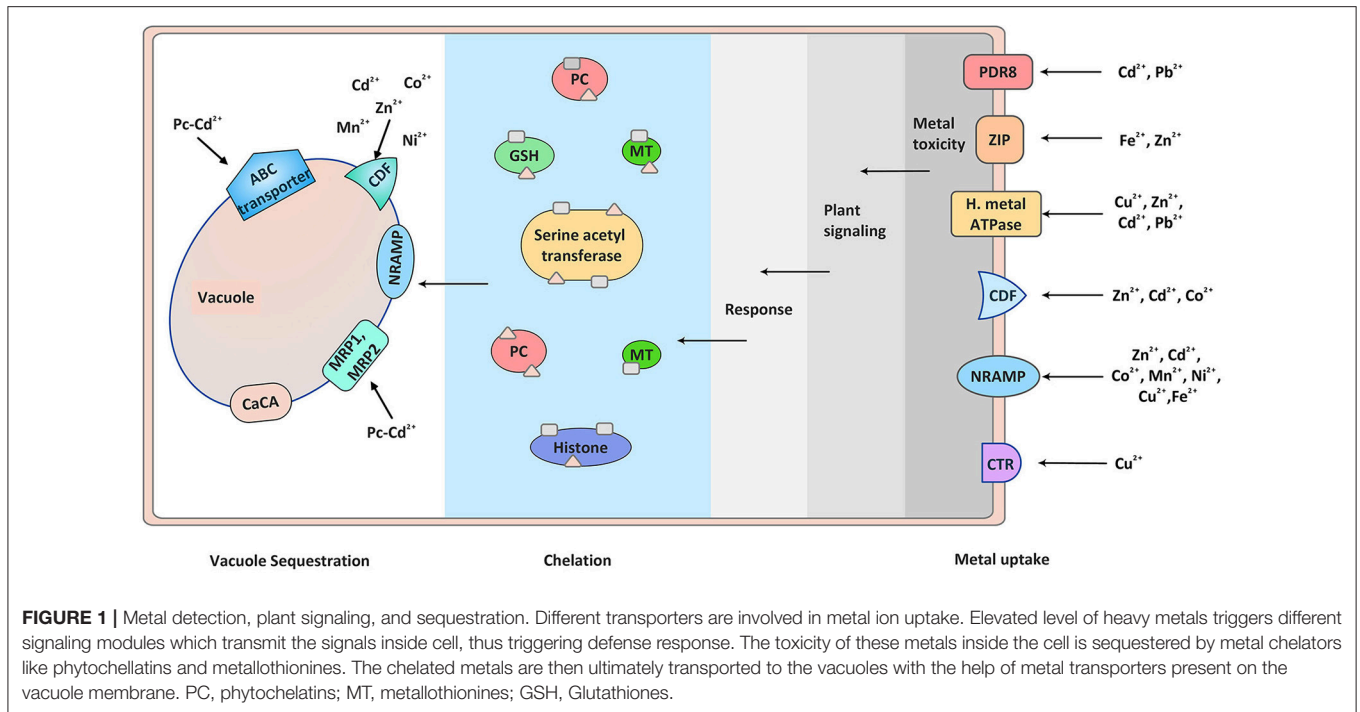 Pc-Cd²⁺
Cd²⁺
Co²⁺
Zn²⁺
Mn²⁺
Ni²⁺
ABC
transporter
CDF
NRAMP
Vacuole
MRP1,
MRP2
CaCA
Pc-Cd²⁺
PC
GSH
MT
Serine acetyl
transferase
PC
MT
Histone
Response
Plant
signaling
Metal
toxicity
PDR8
Cd²⁺, Pb²⁺
ZIP
Fe²⁺, Zn²⁺
H. metal
ATPase
Cu²⁺, Zn²⁺,
Cd²⁺, Pb²⁺
CDF
Zn²⁺, Cd²⁺, Co²⁺
NRAMP
Zn²⁺, Cd²⁺,
Co²⁺, Mn²⁺, Ni²⁺,
Cu²⁺,Fe²⁺
CTR
Cu²⁺
Vacuole Sequestration
Chelation
Metal uptake
FIGURE 1 | Metal detection, plant signaling, and sequestration. Different transporters are involved in metal ion uptake. Elevated level of heavy metals triggers different
signaling modules which transmit the signals inside cell, thus triggering defense response. The toxicity of these metals inside the cell is sequestered by metal chelators
like phytochellatins and metallothionines. The chelated metals are then ultimately transported to the vacuoles with the help of metal transporters present on the
vacuole membrane. PC, phytochelatins; MT, metallothionines; GSH, Glutathiones.